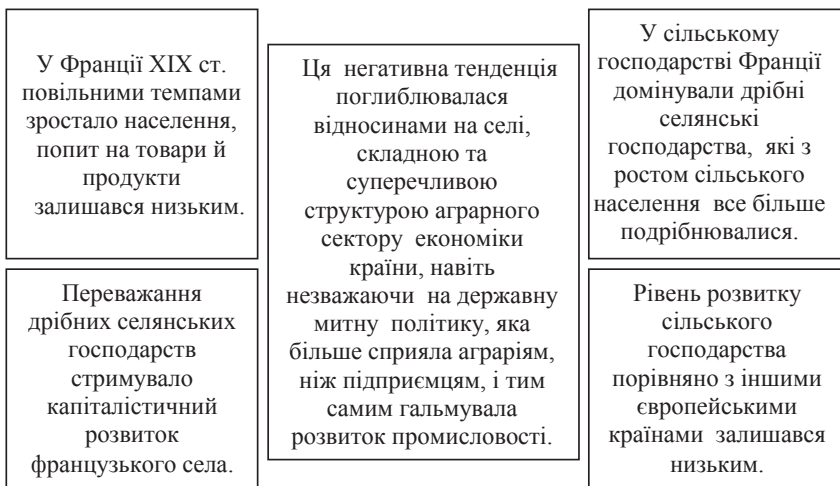 У Франції ХІХ ст.
повільними темпами
зростало населення,
попит на товари й
продукти
залишався низьким.
Переважання
дрібних селянських
господарств
стримувало
капіталістичний
розвиток
французького села.
Ця негативна тенденція
поглиблювалася
відносинами на селі,
складною та
суперечливою
структурою аграрного
сектору економіки
країни, навіть
незважаючи на державну
митну політику, яка
більше сприяла аграріям,
ніж підприємцям, і тим
самим гальмувала
розвиток промисловості.
У сільському
господарстві Франції
домінували дрібні
селянські
господарства, які з
ростом сільського
населення все більше
подрібнювалися.
Рівень розвитку
сільського
господарства
порівняно з іншими
європейськими
країнами залишався
низьким.